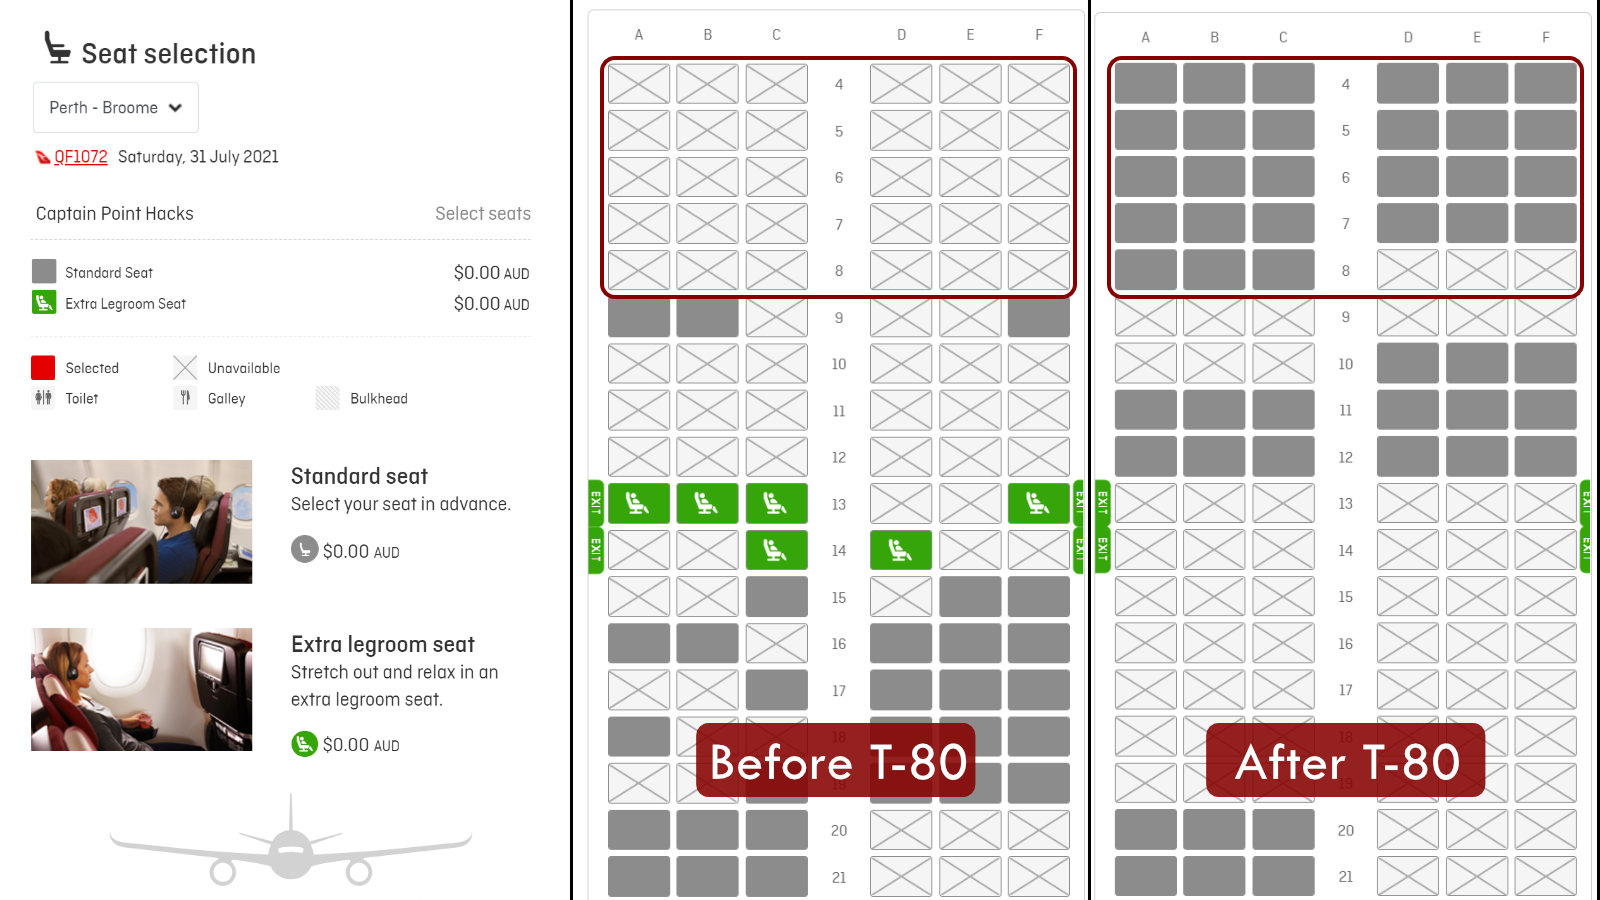 Seat selection
Perth - Broome
QF1072 Saturday, 31 July 2021
Captain Point Hacks Select seats
Standard Seat $0.00 AUD
Extra Legroom Seat $0.00 AUD
Selected Unavailable
Toilet Galley Bulkhead
Standard seat
Select your seat in advance.
$0.00 AUD
Extra legroom seat
Stretch out and relax in an
extra legroom seat.
$0.00 AUD
A B C D E F
4
5
6
7
8
9
10
11
12
EXIT 13 EXIT
EXIT 14 EXIT
15
16
17
18
Before T-80
19
20
21
A B C D E F
4
5
6
7
8
9
10
11
12
EXIT 13 EXIT
EXIT 14 EXIT
15
16
17
18
After T-80
19
20
21